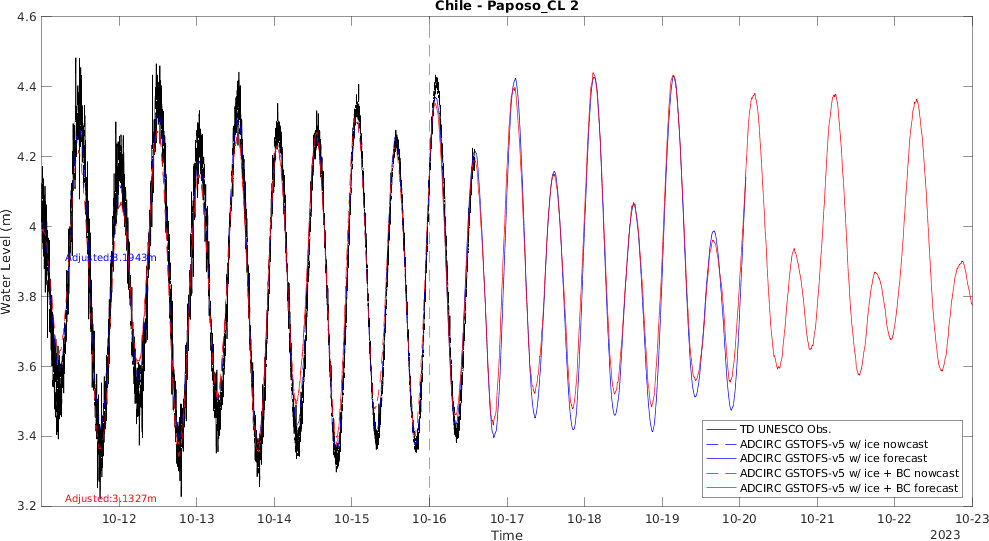 Chile - Paposo_CL 2
4.6
4.4
4.2
4
3.8
3.6
3.4
3.2
Water Level (m)
Adjusted:3.1943m
Adjusted:3.1327m
TD UNESCO Obs.
ADCIRC GSTOFS-v5 w/ ice nowcast
ADCIRC GSTOFS-v5 w/ ice forecast
ADCIRC GSTOFS-v5 w/ ice + BC nowcast
ADCIRC GSTOFS-v5 w/ ice + BC forecast
10-12 10-13 10-14 10-15 10-16 10-17 10-18 10-19 10-20 10-21 10-22 10-23
Time
2023